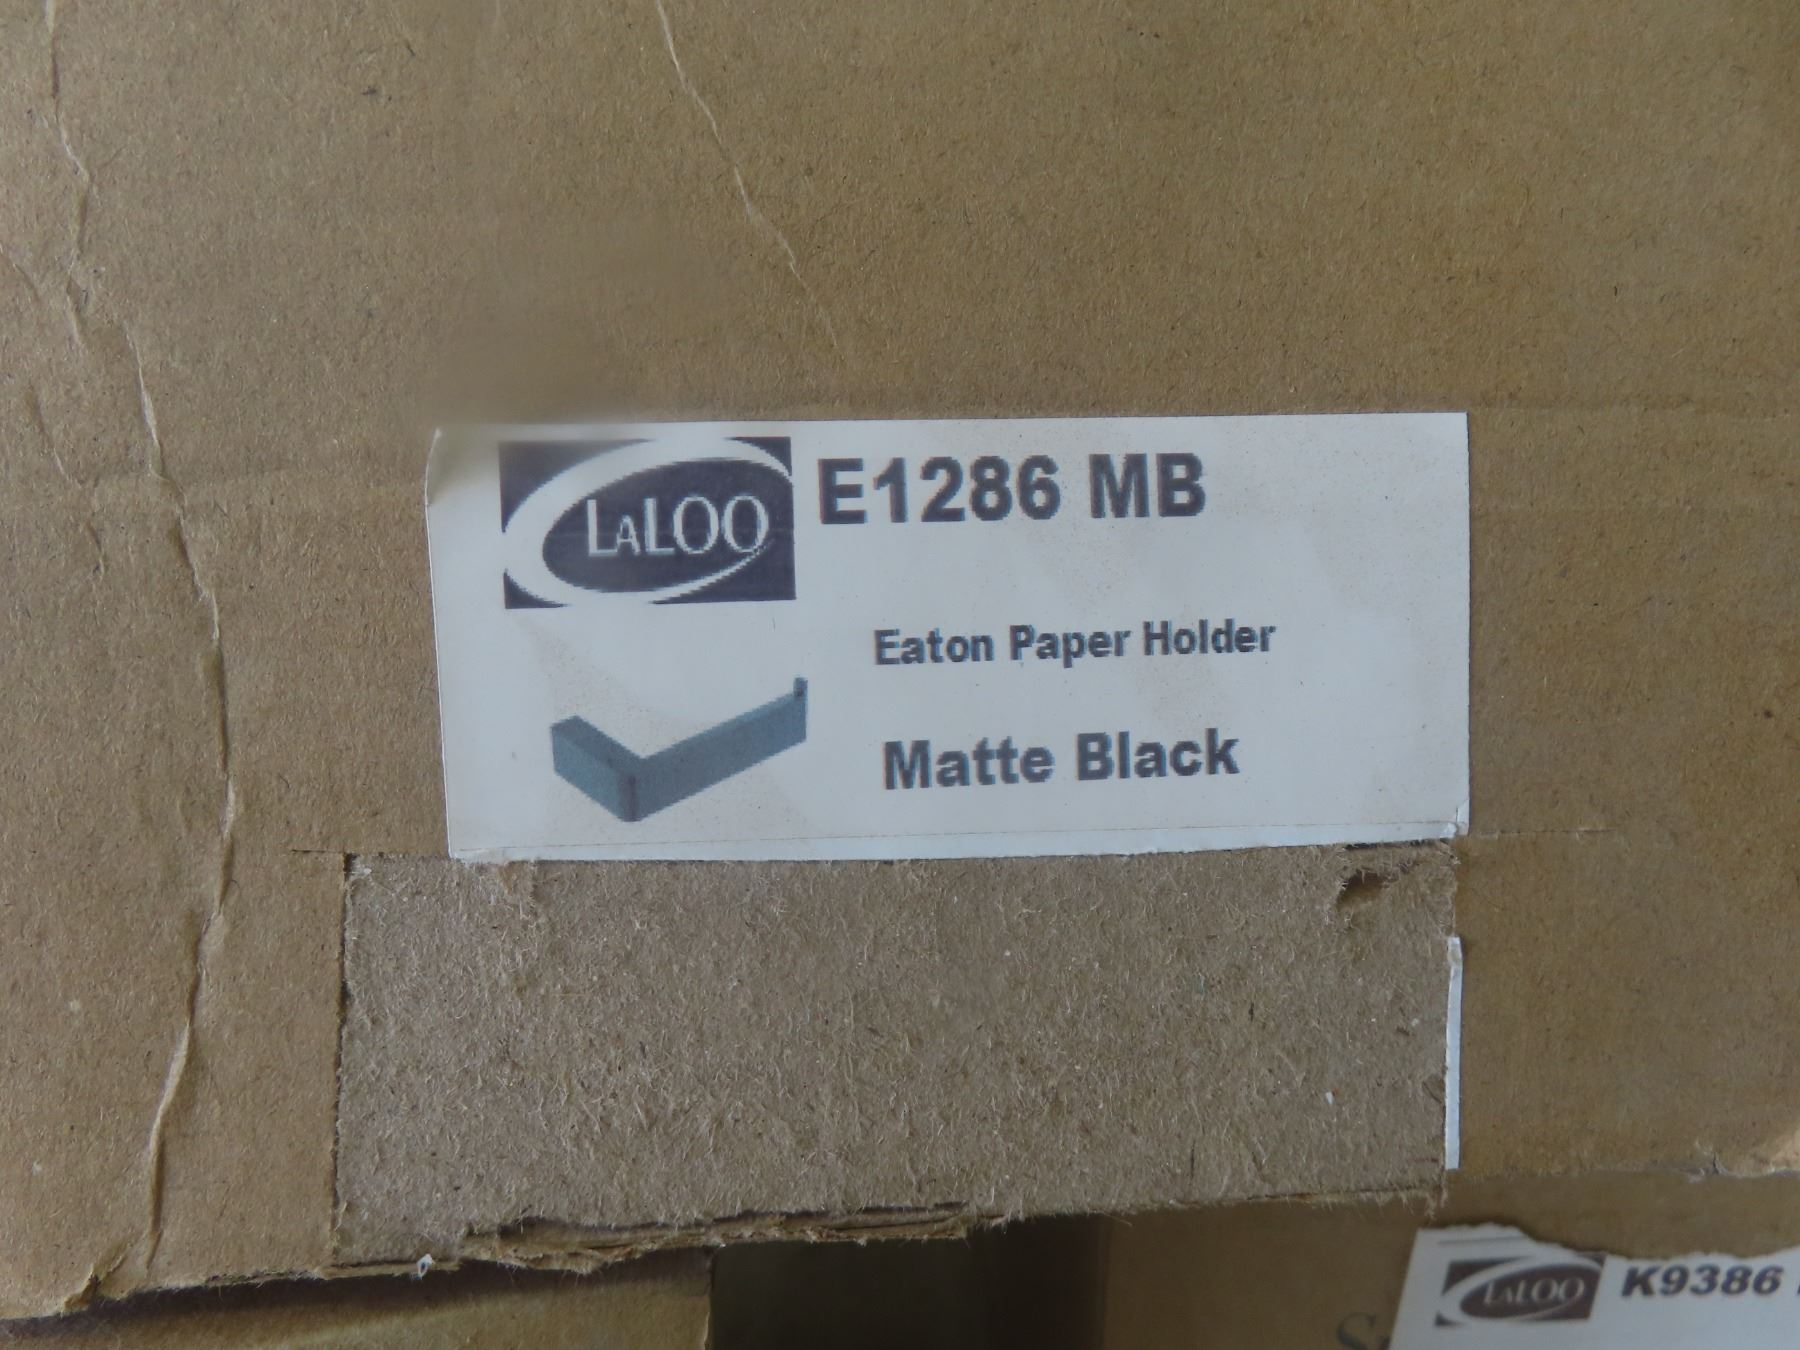 LALOO
E1286 MB
Eaton Paper Holder
Matte Black
LALOO
K9386